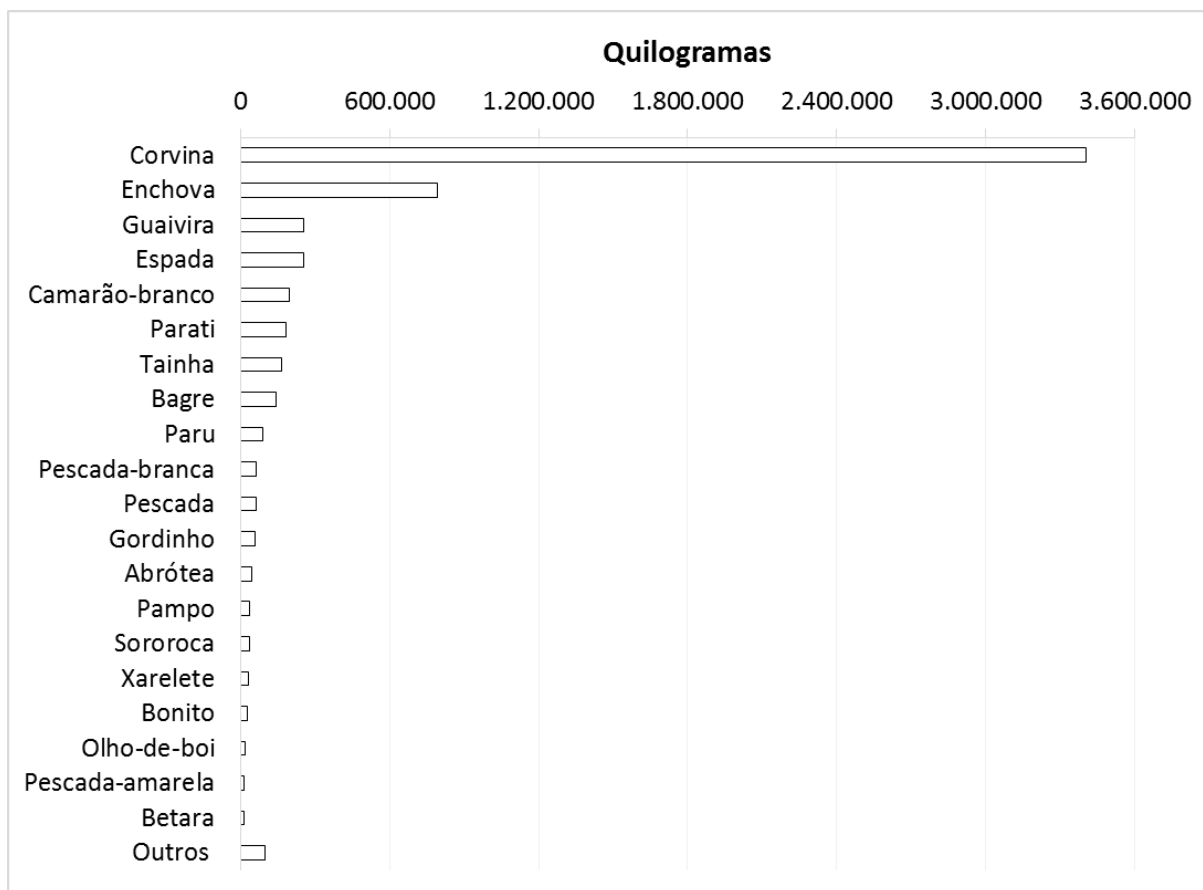 Quilogramas
0 600.000 1.200.000 1.800.000 2.400.000 3.000.000 3.600.000
Corvina
Enchova
Guaivira
Espada
Camarão-branco
Parati
Tainha
Bagre
Paru
Pescada-branca
Pescada
Gordinho
Abrótea
Pampo
Sororoca
Xarelete
Bonito
Olho-de-boi
Pescada-amarela
Betara
Outros